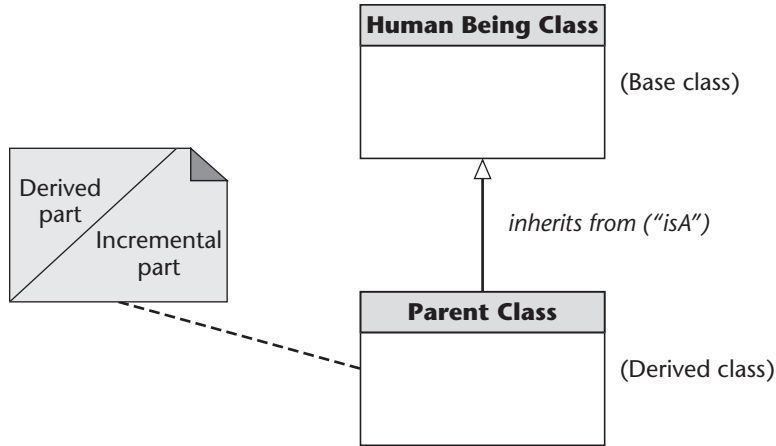 Human Being Class
(Base class)
Derived
part
Incremental
part
inherits from (“isA”)
Parent Class
(Derived class)